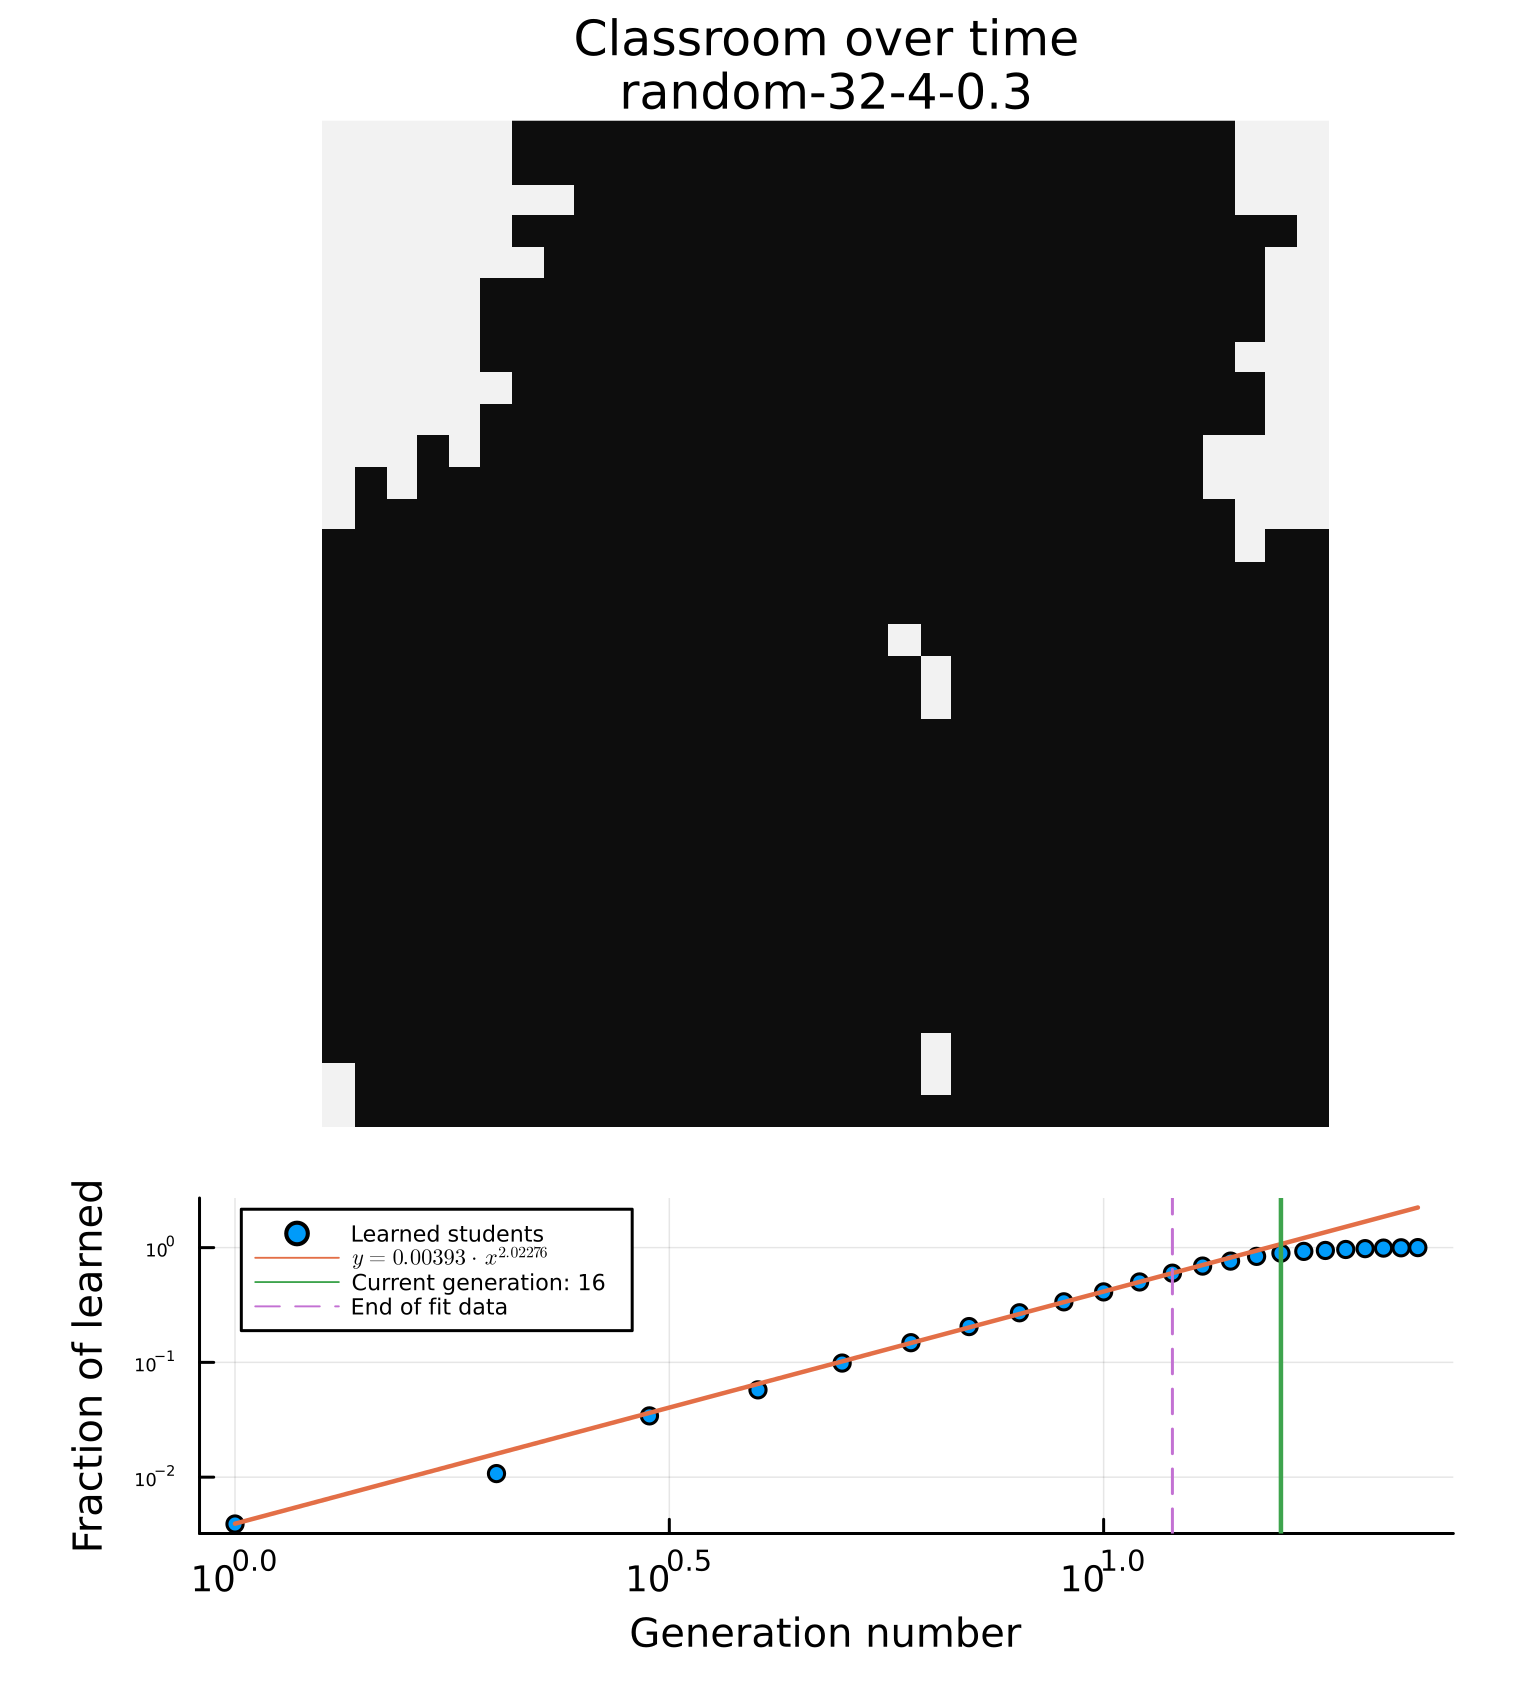 Classroom over time
random-32-4-0.3
Fraction of learned
10^0
10^-1
10^-2
Learned students
y = 0.00393 · x^2.02276
Current generation: 16
End of fit data
10^0.0
10^0.5
10^1.0
Generation number